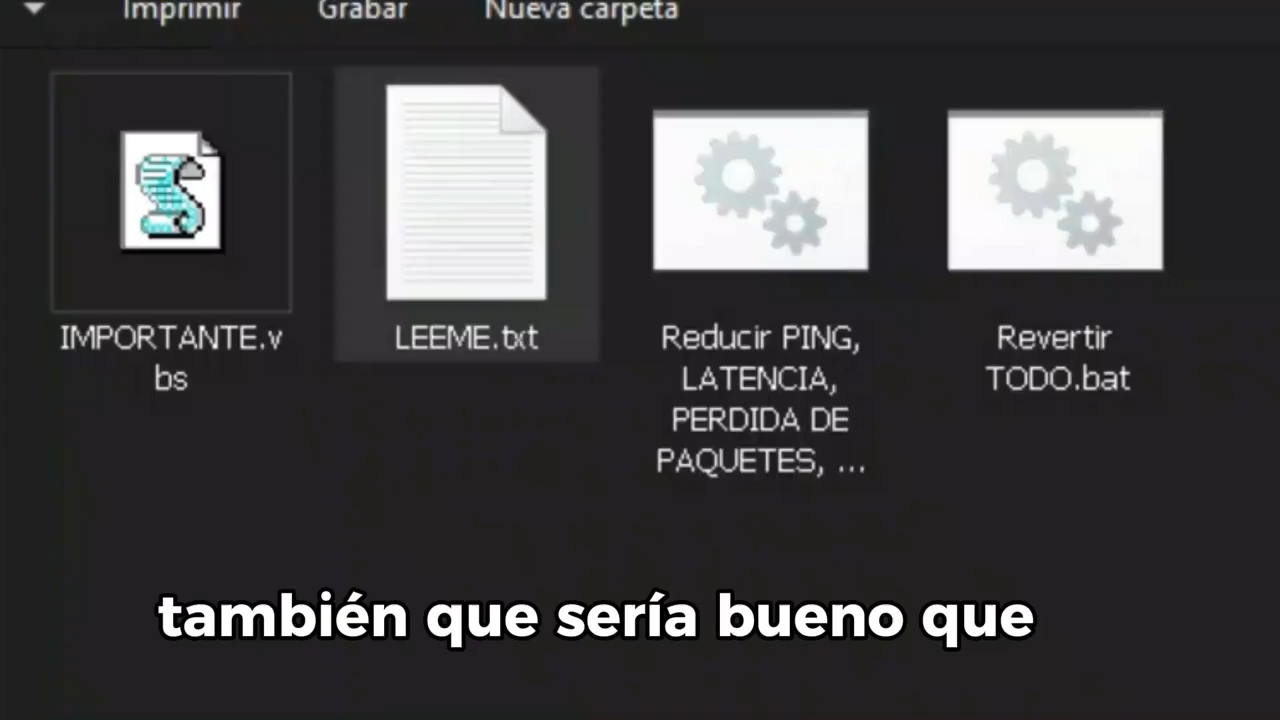 Imprimir Grabar Nueva carpeta
IMPORTANTE.v
bs
LEEME.txt
Reducir PING,
LATENCIA,
PERDIDA DE
PAQUETES, ...
Revertir
TODO.bat
también que sería bueno que